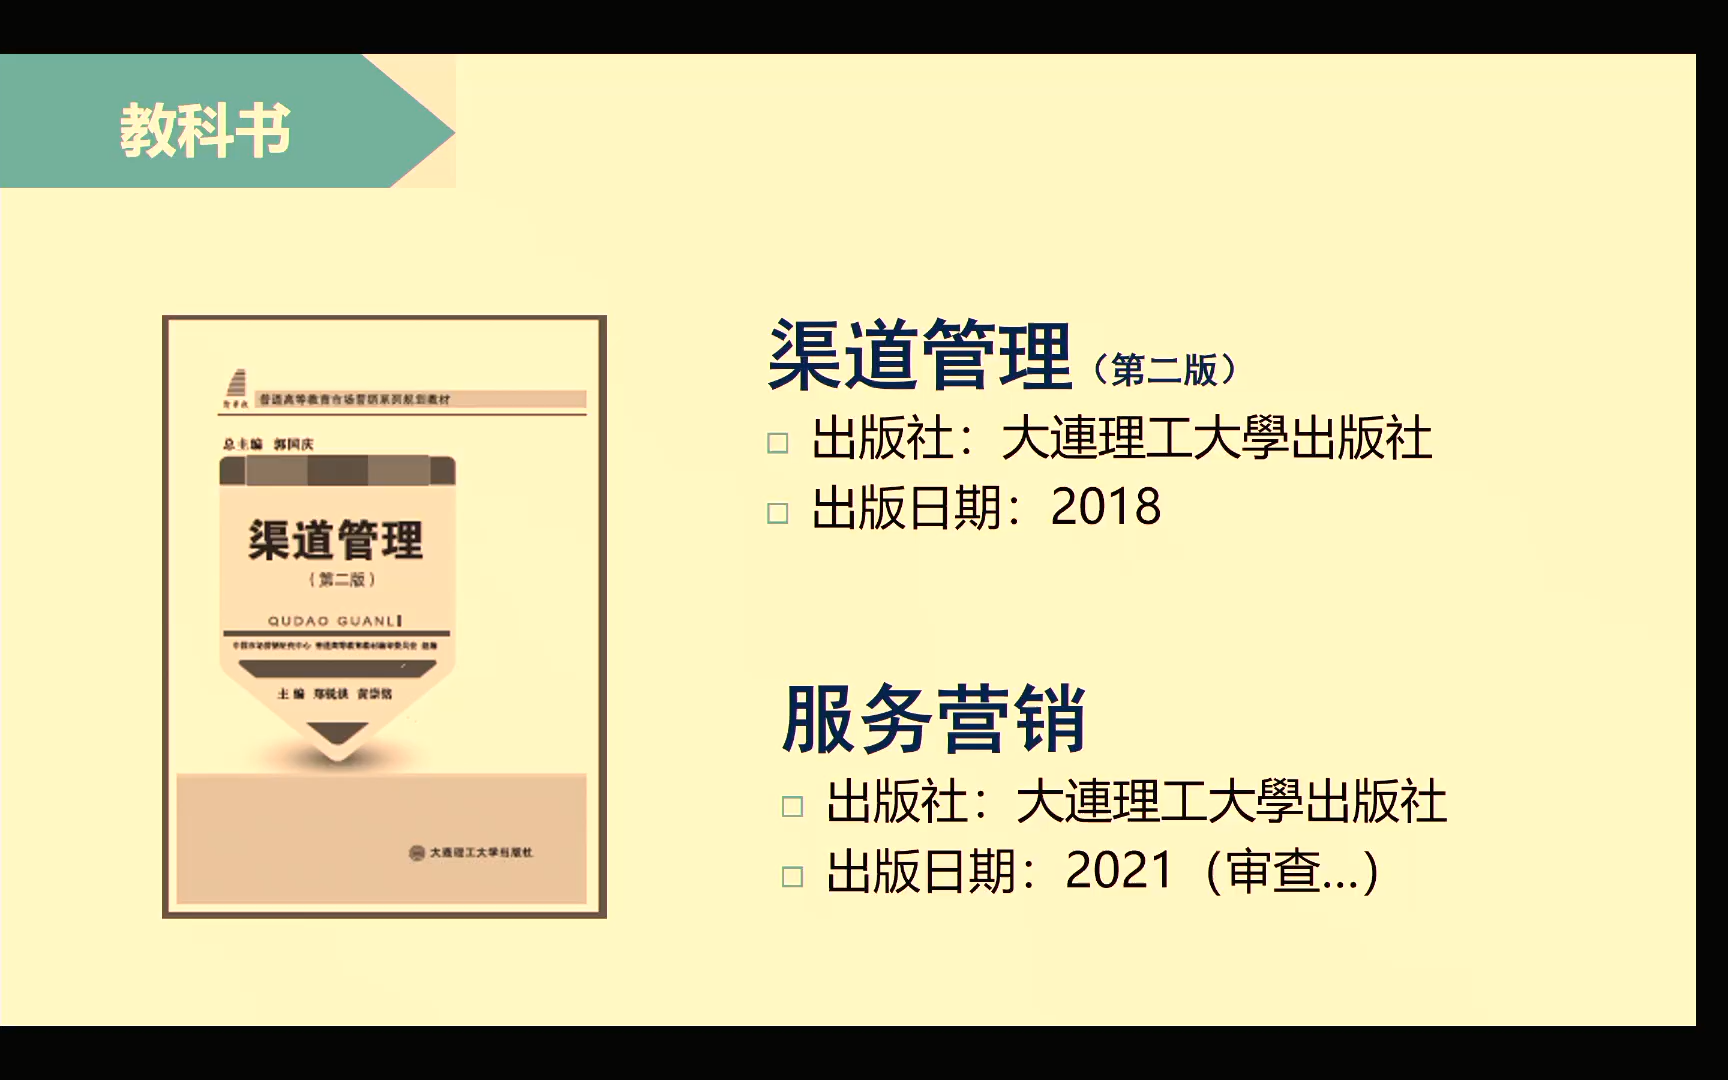 教科书
普通高等教育市场营销系列规划教材
总主编 郭国庆
渠道管理
（第二版）
QUDAO GUANLI
主编 郑锐洪
大连理工大学出版社
渠道管理（第二版）
出版社：大連理工大學出版社
出版日期：2018
服务营销
出版社：大連理工大學出版社
出版日期：2021（审查...）